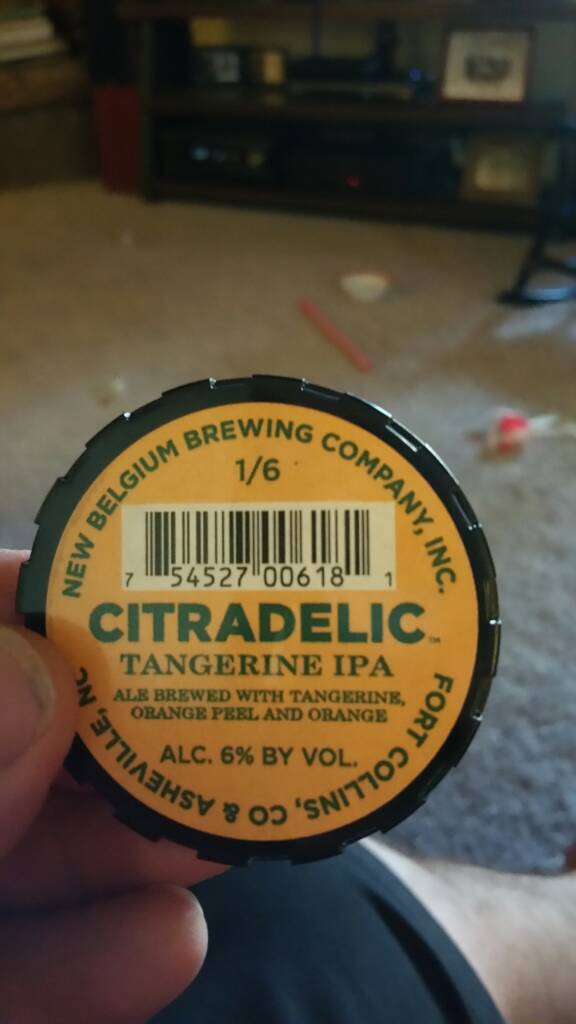 NEW BELGIUM BREWING COMPANY, INC.
1/6
7 54527 00618 1
CITRADELIC™
TANGERINE IPA
ALE BREWED WITH TANGERINE,
ORANGE PEEL AND ORANGE
ALC. 6% BY VOL.
FORT COLLINS, CO & ASHEVILLE, NC